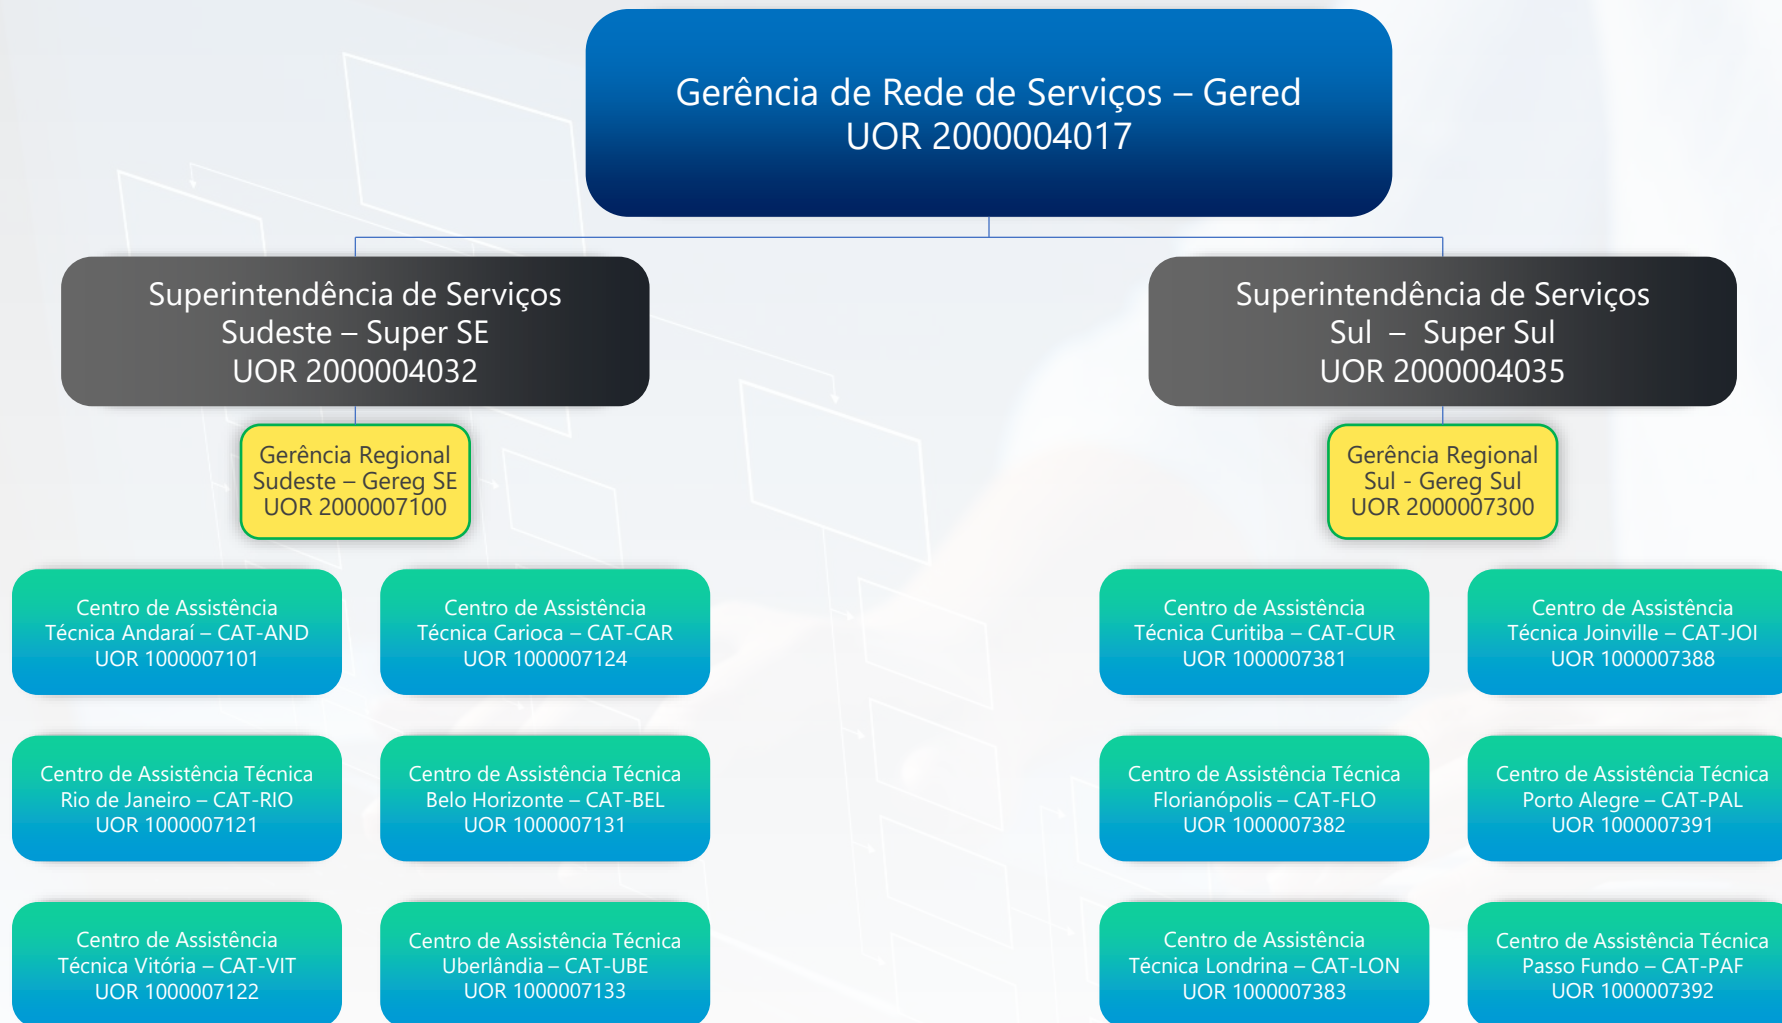 Gerência de Rede de Serviços – Gered
UOR 2000004017
Superintendência de Serviços
Sudeste – Super SE
UOR 2000004032
Superintendência de Serviços
Sul – Super Sul
UOR 2000004035
Gerência Regional
Sudeste – Gereg SE
UOR 2000007100
Gerência Regional
Sul - Gereg Sul
UOR 2000007300
Centro de Assistência
Técnica Andaraí – CAT-AND
UOR 1000007101
Centro de Assistência
Técnica Carioca – CAT-CAR
UOR 1000007124
Centro de Assistência
Técnica Curitiba – CAT-CUR
UOR 1000007381
Centro de Assistência
Técnica Joinville – CAT-JOI
UOR 1000007388
Centro de Assistência Técnica
Rio de Janeiro – CAT-RIO
UOR 1000007121
Centro de Assistência Técnica
Belo Horizonte – CAT-BEL
UOR 1000007131
Centro de Assistência Técnica
Florianópolis – CAT-FLO
UOR 1000007382
Centro de Assistência Técnica
Porto Alegre – CAT-PAL
UOR 1000007391
Centro de Assistência
Técnica Vitória – CAT-VIT
UOR 1000007122
Centro de Assistência Técnica
Uberlândia – CAT-UBE
UOR 1000007133
Centro de Assistência
Técnica Londrina – CAT-LON
UOR 1000007383
Centro de Assistência Técnica
Passo Fundo – CAT-PAF
UOR 1000007392